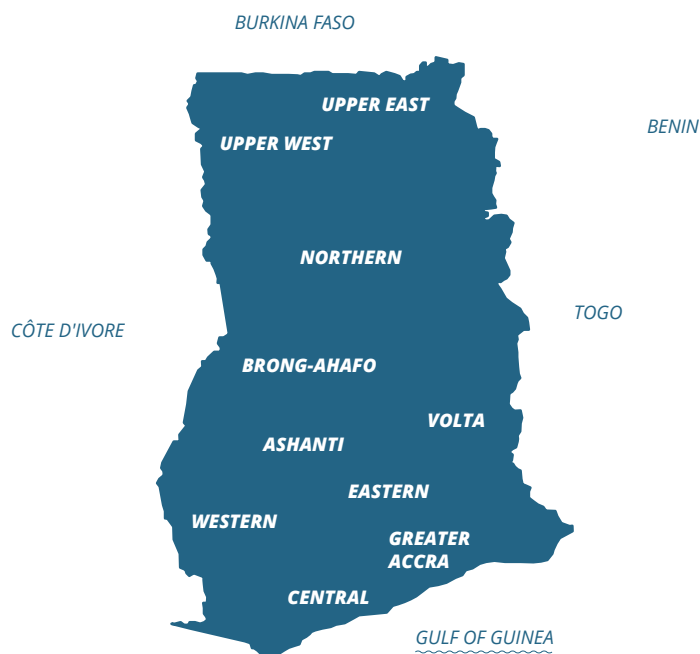 BURKINA FASO
UPPER EAST
BENIN
UPPER WEST
NORTHERN
TOGO
CÔTE D'IVORE
BRONG-AHAFO
VOLTA
ASHANTI
EASTERN
WESTERN
GREATER
ACCRA
CENTRAL
GULF OF GUINEA